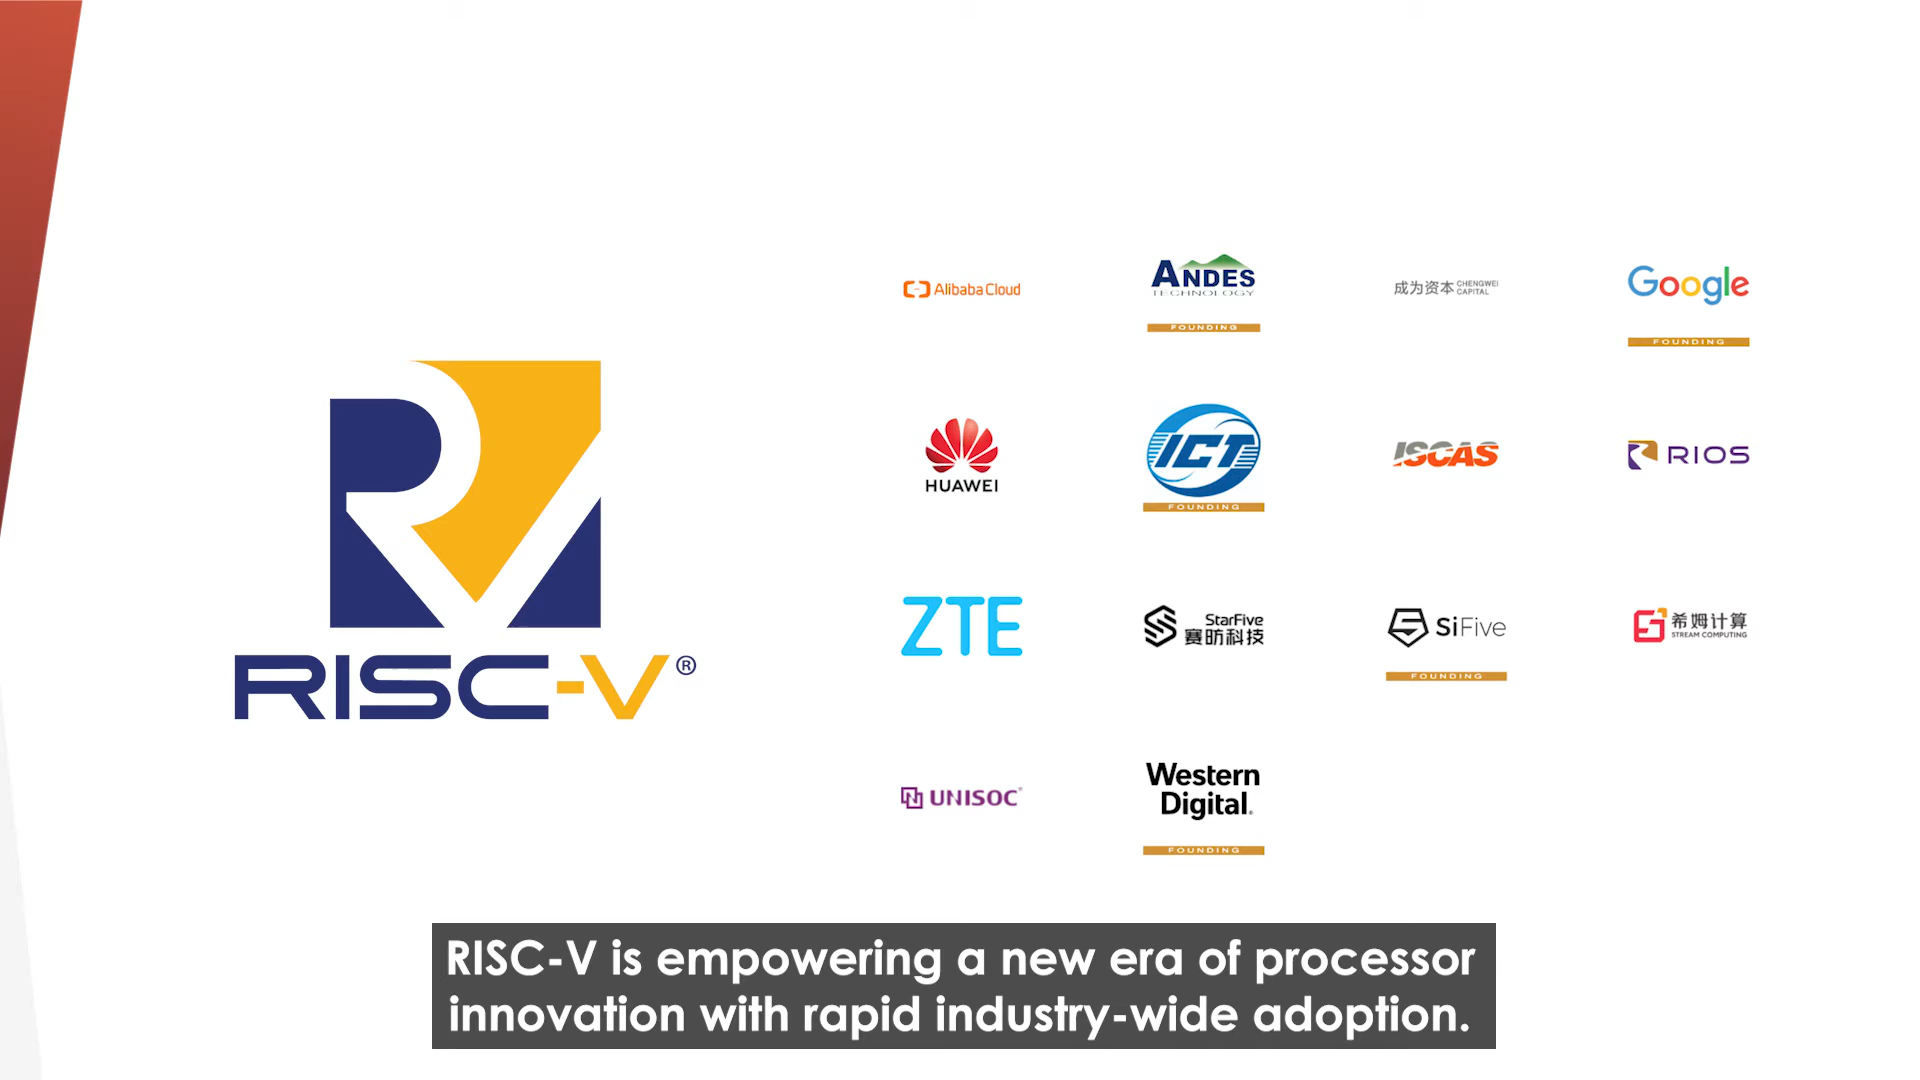 RISC-V®
Alibaba Cloud
ANDES
TECHNOLOGY
FOUNDING
成为资本 CHENGWEI
CAPITAL
Google
FOUNDING
HUAWEI
ICT
FOUNDING
ISCAS
RIOS
ZTE
StarFive
赛昉科技
SiFive
FOUNDING
希姆计算
STREAM COMPUTING
UNISOC
Western
Digital
FOUNDING
RISC-V is empowering a new era of processor
innovation with rapid industry-wide adoption.